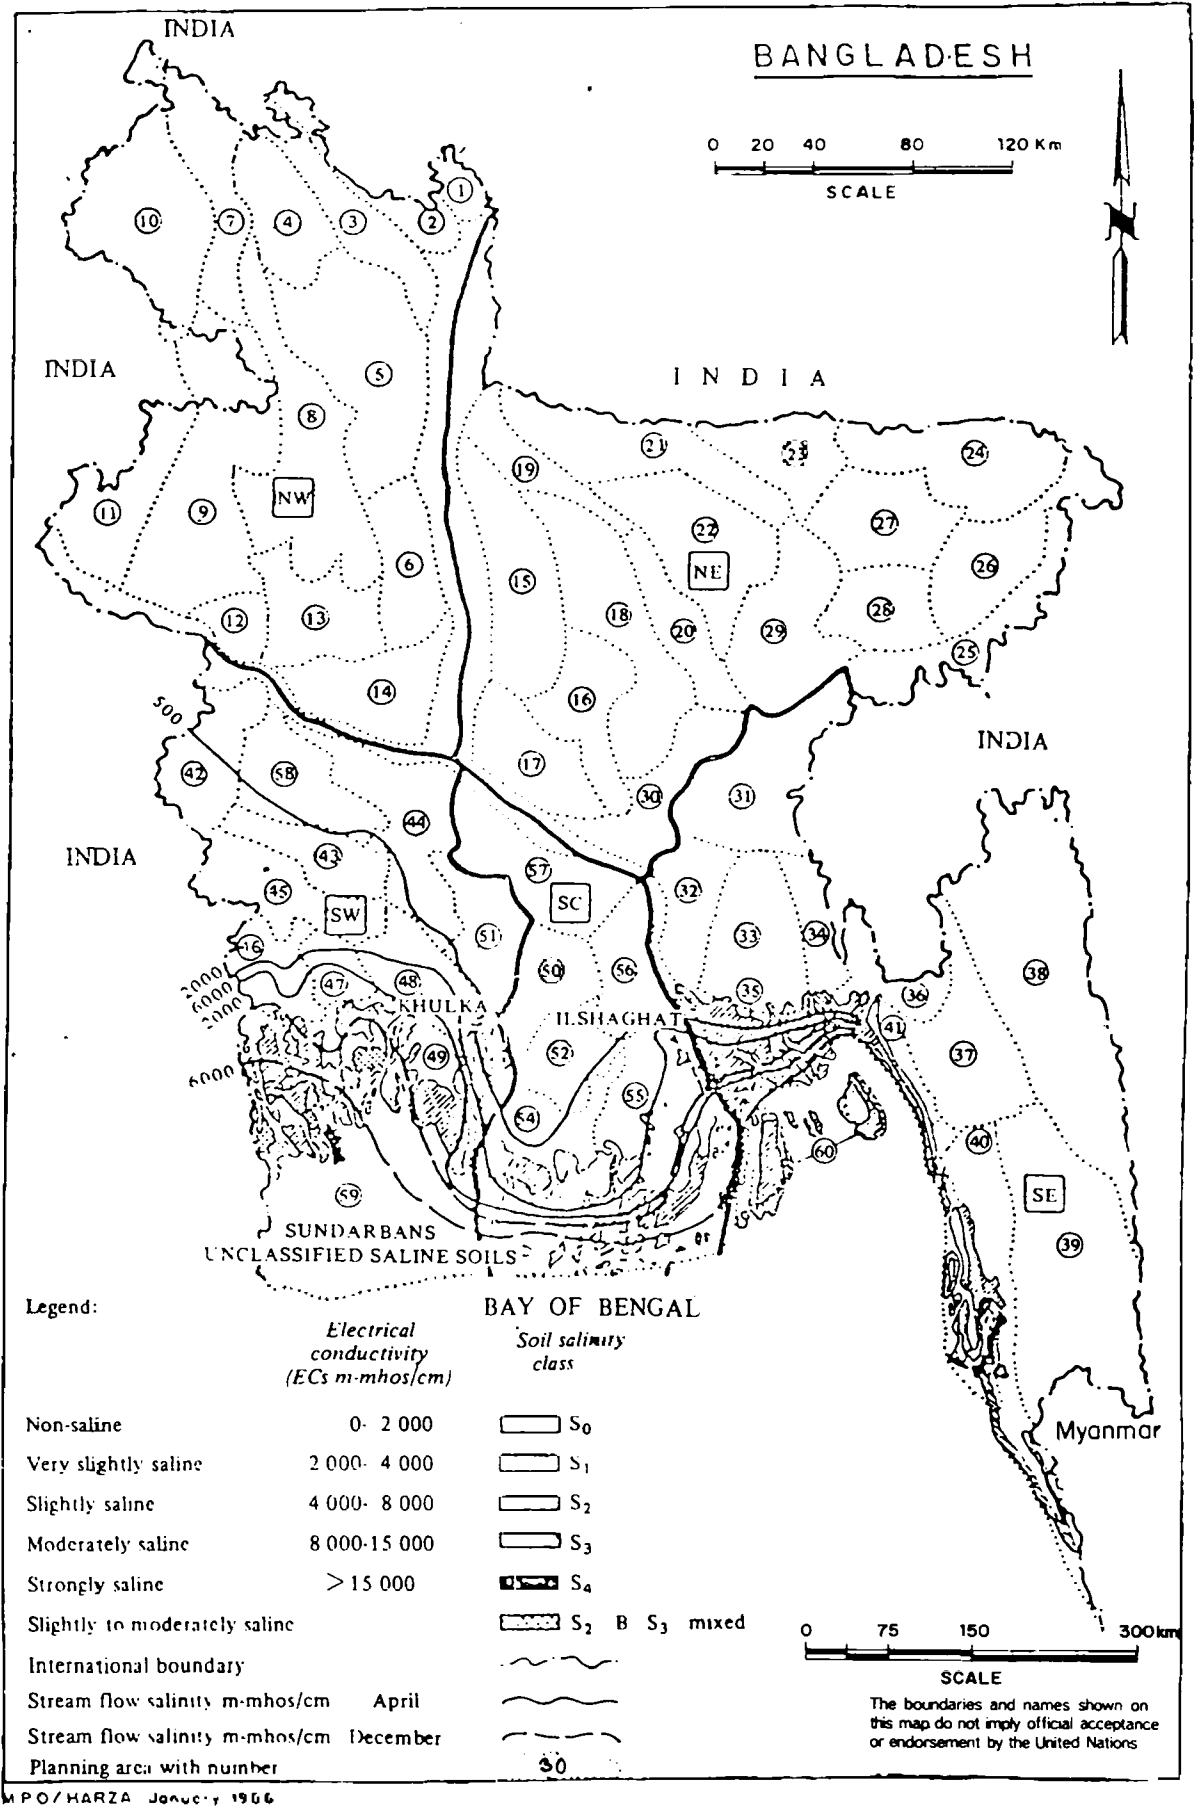 INDIA
BANGLADESH
0 20 40 80 120 Km
SCALE
N
1
10 7 4 3 2
INDIA
5
I N D I A
8
21 23 24
19
NW
11 9
22 27
NE
6 15 26
12 13 18 20 29 28
25
14 16
500
INDIA
17
42 58
30 31
44
INDIA
43 57
45 SW SC 32
51 33 34
16
2000
6000
2000
47 48 50 56 35 36 38
KHULKA ILSHAGHAT
41
49 52 37
6000
55
54
60 40
59 SE
39
SUNDARBANS
UNCLASSIFIED SALINE SOILS
Legend:
BAY OF BENGAL
Electrical conductivity (ECs m-mhos/cm)
Soil salinity class
Non-saline 0- 2 000 S0
Very slightly saline 2 000- 4 000 S1
Slightly saline 4 000- 8 000 S2
Moderately saline 8 000-15 000 S3
Strongly saline >15 000 S4
Slightly to moderately saline S2 B S3 mixed
International boundary
Stream flow salinity m-mhos/cm April
Stream flow salinity m-mhos/cm December
Planning area with number 30
Myanmar
0 75 150 300 km
SCALE
The boundaries and names shown on
this map do not imply official acceptance
or endorsement by the United Nations
MPO/HARZA January